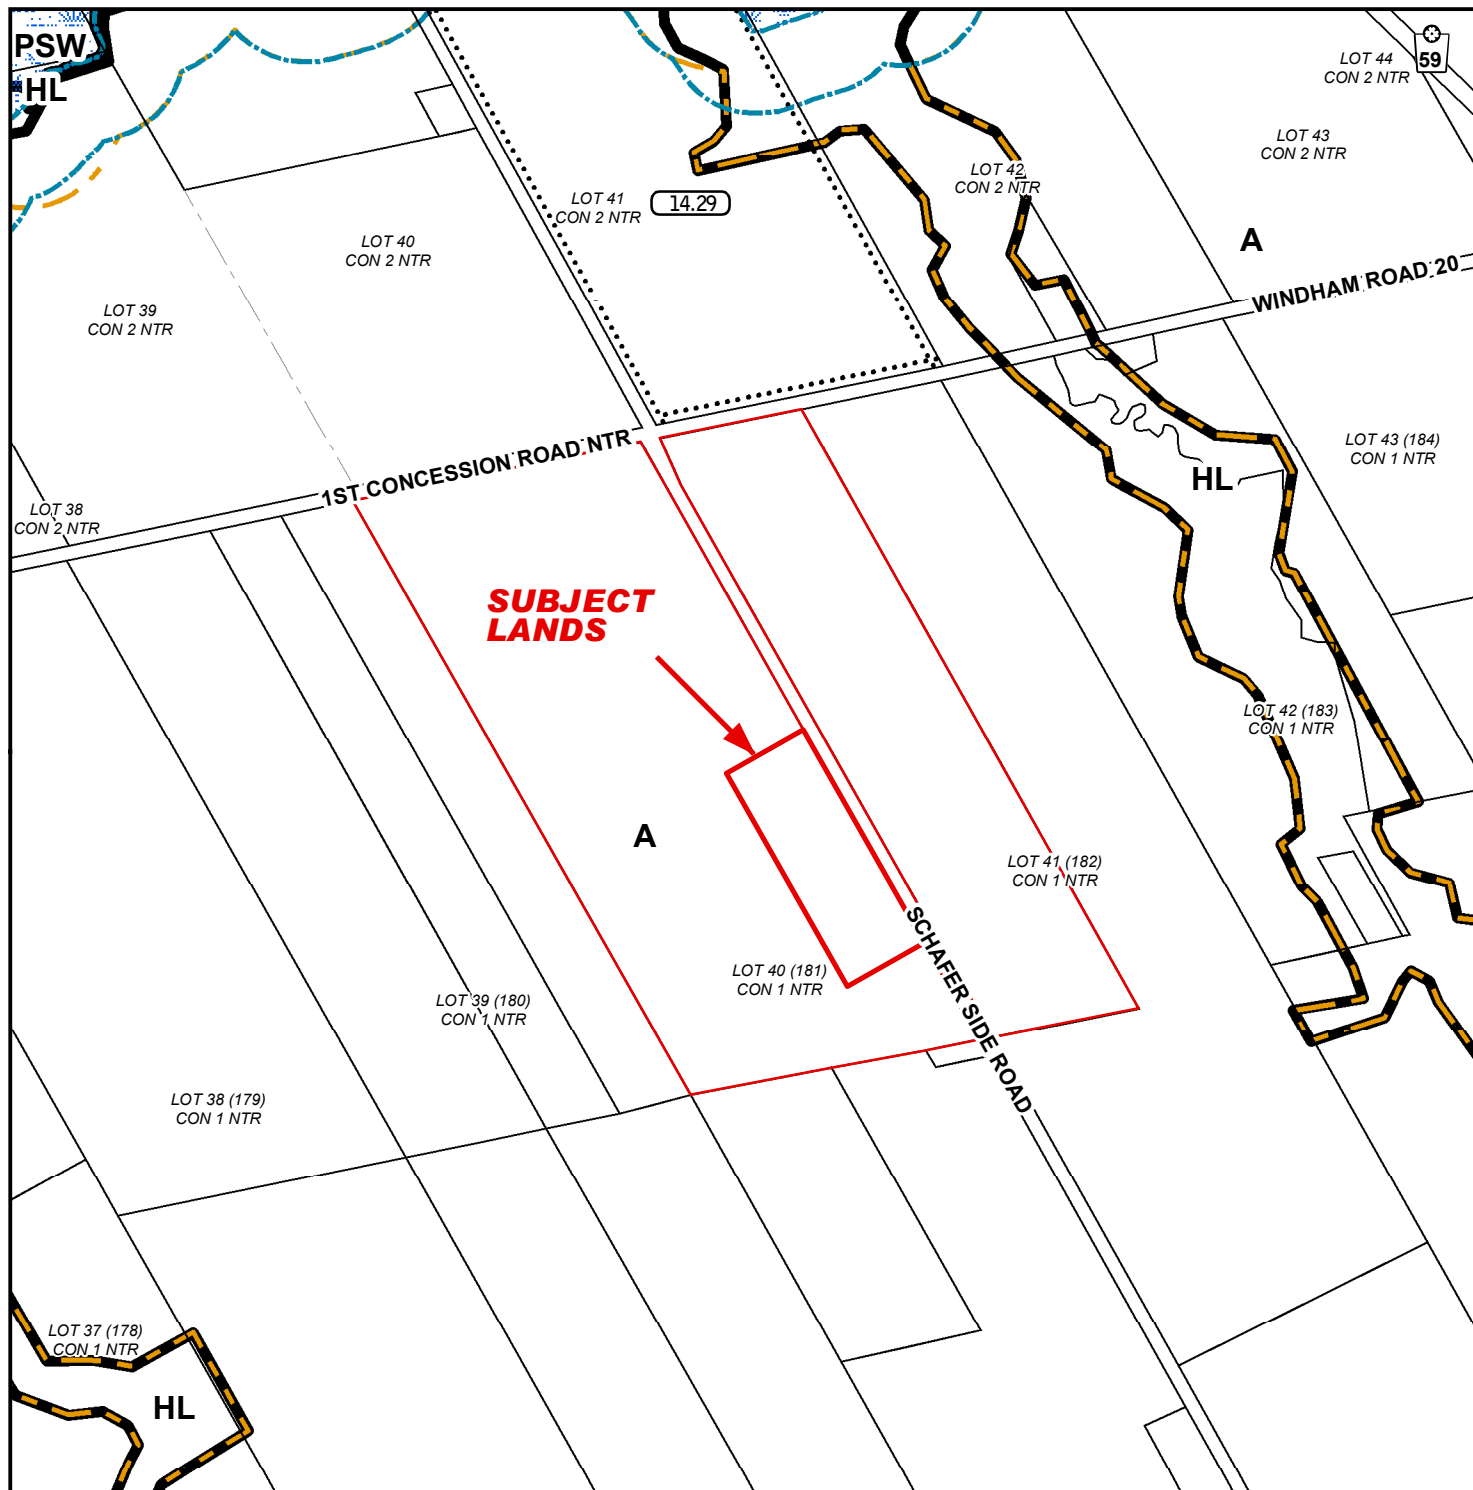 PSW
HL
LOT 44
CON 2 NTR
59
LOT 43
CON 2 NTR
LOT 42
CON 2 NTR
LOT 41
CON 2 NTR
14.29
A
LOT 40
CON 2 NTR
WINDHAM ROAD 20
LOT 39
CON 2 NTR
1ST CONCESSION ROAD NTR
LOT 43 (184)
CON 1 NTR
HL
LOT 38
CON 2 NTR
SUBJECT
LANDS
LOT 42 (183)
CON 1 NTR
A
LOT 41 (182)
CON 1 NTR
SCHAFER SIDE ROAD
LOT 40 (181)
CON 1 NTR
LOT 39 (180)
CON 1 NTR
LOT 38 (179)
CON 1 NTR
LOT 37 (178)
CON 1 NTR
HL